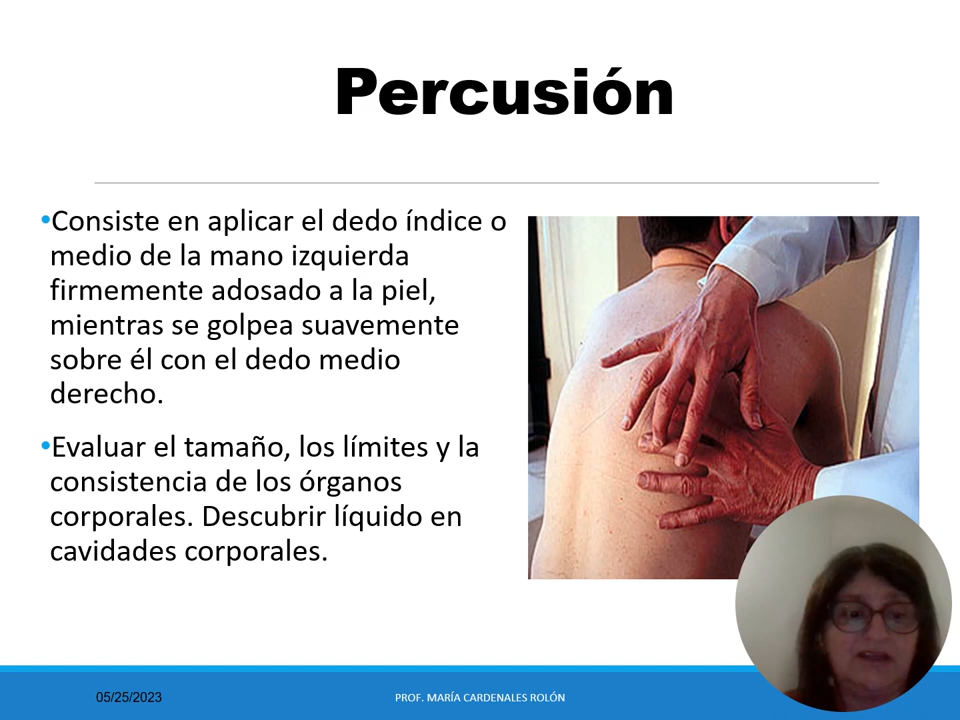 Percusión
•Consiste en aplicar el dedo índice o
medio de la mano izquierda
firmemente adosado a la piel,
mientras se golpea suavemente
sobre él con el dedo medio
derecho.
•Evaluar el tamaño, los límites y la
consistencia de los órganos
corporales. Descubrir líquido en
cavidades corporales.
05/25/2023
PROF. MARÍA CARDENALES ROLÓN